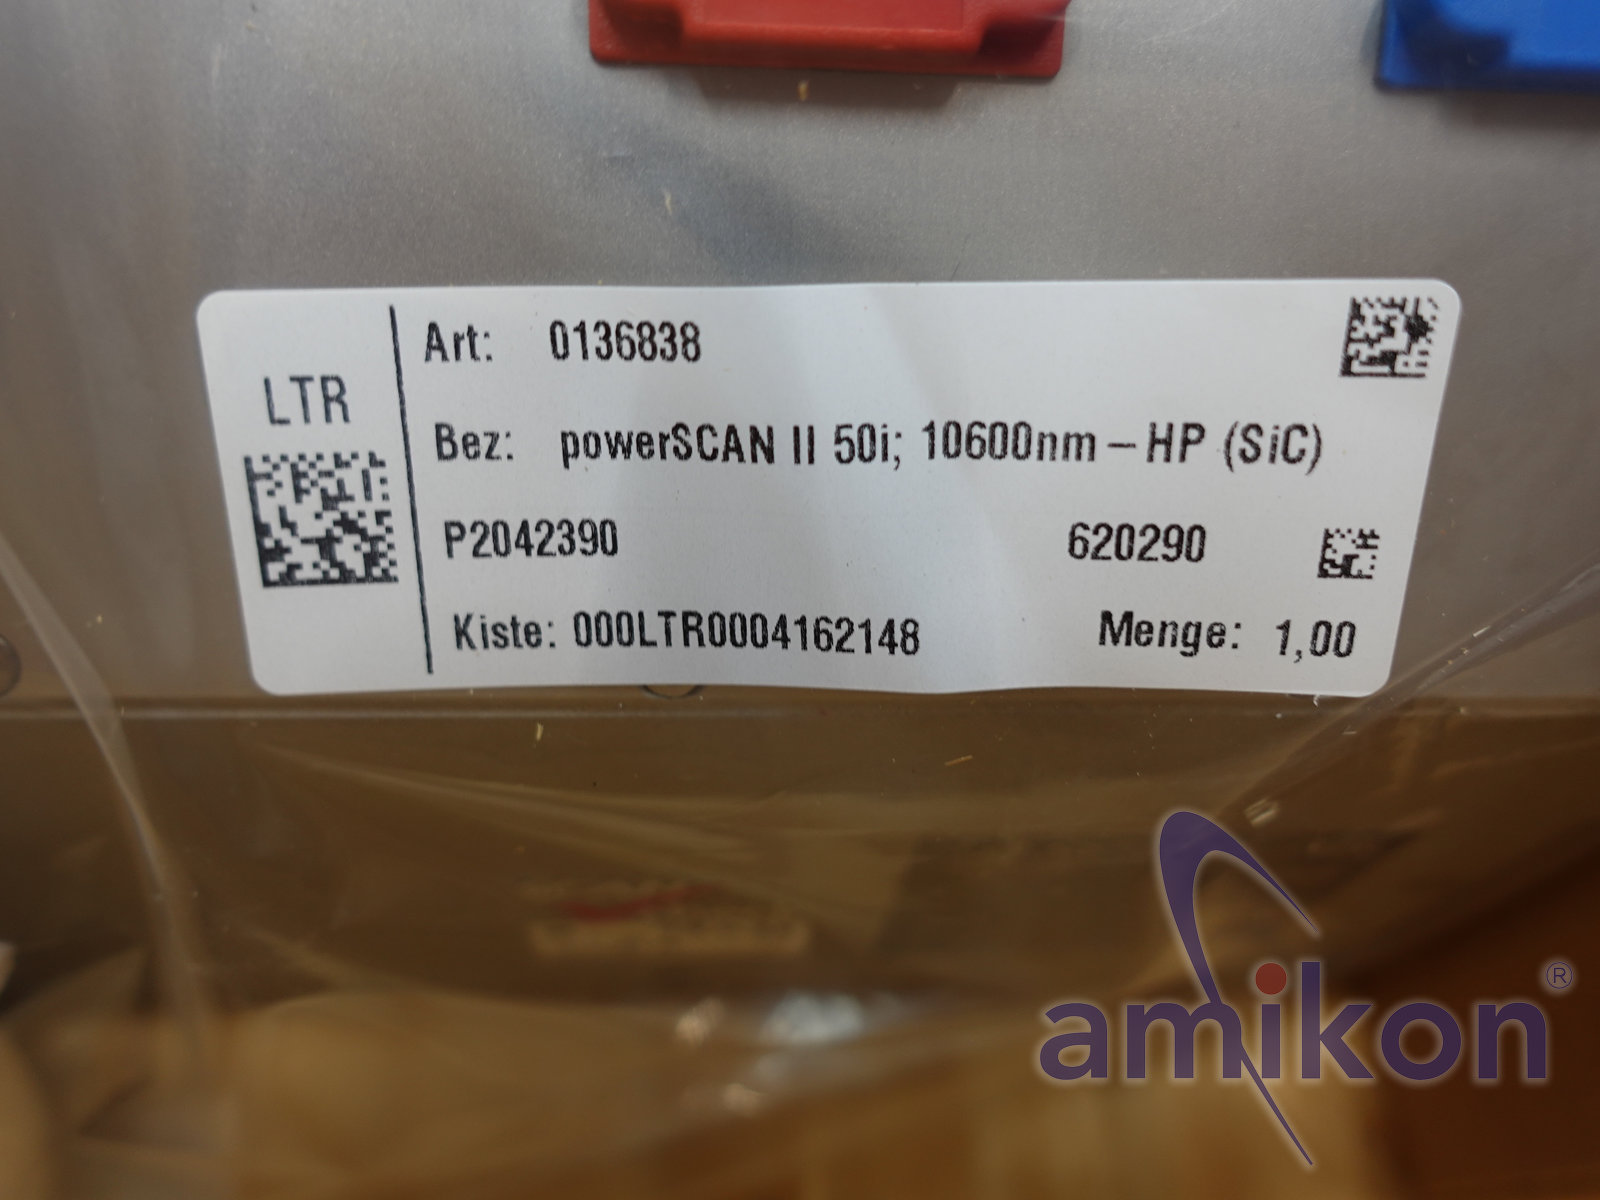 LTR
Art: 0136838
Bez: powerSCAN II 50i; 10600nm – HP (SiC)
P2042390 620290
Kiste: 000LTR0004162148 Menge: 1,00
amikon®